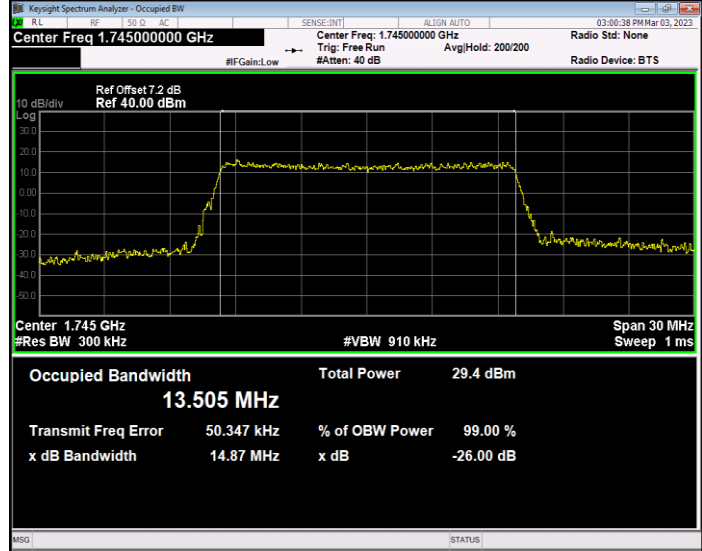 Keysight Spectrum Analyzer - Occupied BW
RL RF 50 Ω AC SENSE:INT ALIGN AUTO 03:00:38 PM Mar 03, 2023
Center Freq 1.745000000 GHz
Center Freq: 1.745000000 GHz
Radio Std: None
Trig: Free Run Avg|Hold: 200/200
#IFGain:Low #Atten: 40 dB Radio Device: BTS
Ref Offset 7.2 dB
10 dB/div Ref 40.00 dBm
Log
30.0
20.0
10.0
0.00
-10.0
-20.0
-30.0
-40.0
-50.0
Center 1.745 GHz Span 30 MHz
#Res BW 300 kHz #VBW 910 kHz Sweep 1 ms
Occupied Bandwidth Total Power 29.4 dBm
13.505 MHz
Transmit Freq Error 50.347 kHz % of OBW Power 99.00 %
x dB Bandwidth 14.87 MHz x dB -26.00 dB
MSG STATUS